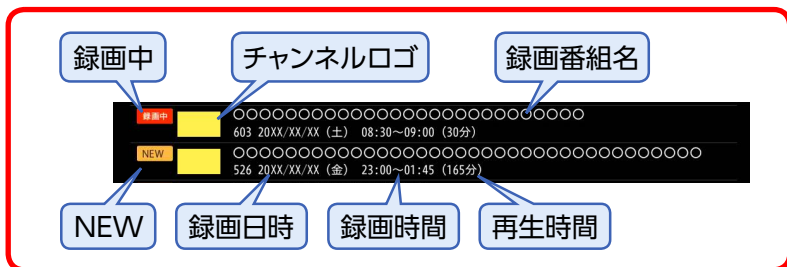 録画中 チャンネルロゴ 録画番組名
録画中 〇〇〇〇〇〇〇〇〇〇〇〇〇〇〇〇〇〇〇〇〇〇〇〇〇〇〇
603 20XX/XX/XX (土) 08:30~09:00 (30分)
NEW 〇〇〇〇〇〇〇〇〇〇〇〇〇〇〇〇〇〇〇〇〇〇〇〇〇〇〇〇〇〇〇〇〇〇〇〇
526 20XX/XX/XX (金) 23:00~01:45 (165分)
NEW 録画日時 録画時間 再生時間